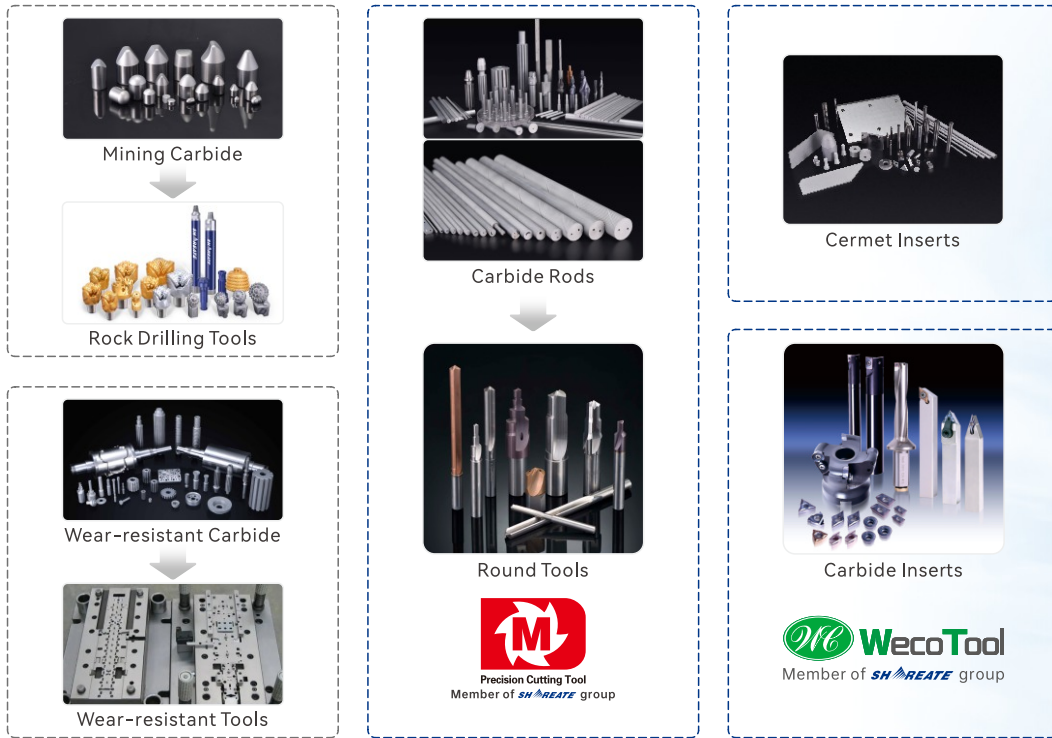 Mining Carbide
Rock Drilling Tools
Wear-resistant Carbide
Wear-resistant Tools
Carbide Rods
Round Tools
M
Precision Cutting Tool
Member of SHAREATE group
Cermet Inserts
Carbide Inserts
WC WecoTool
Member of SHAREATE group